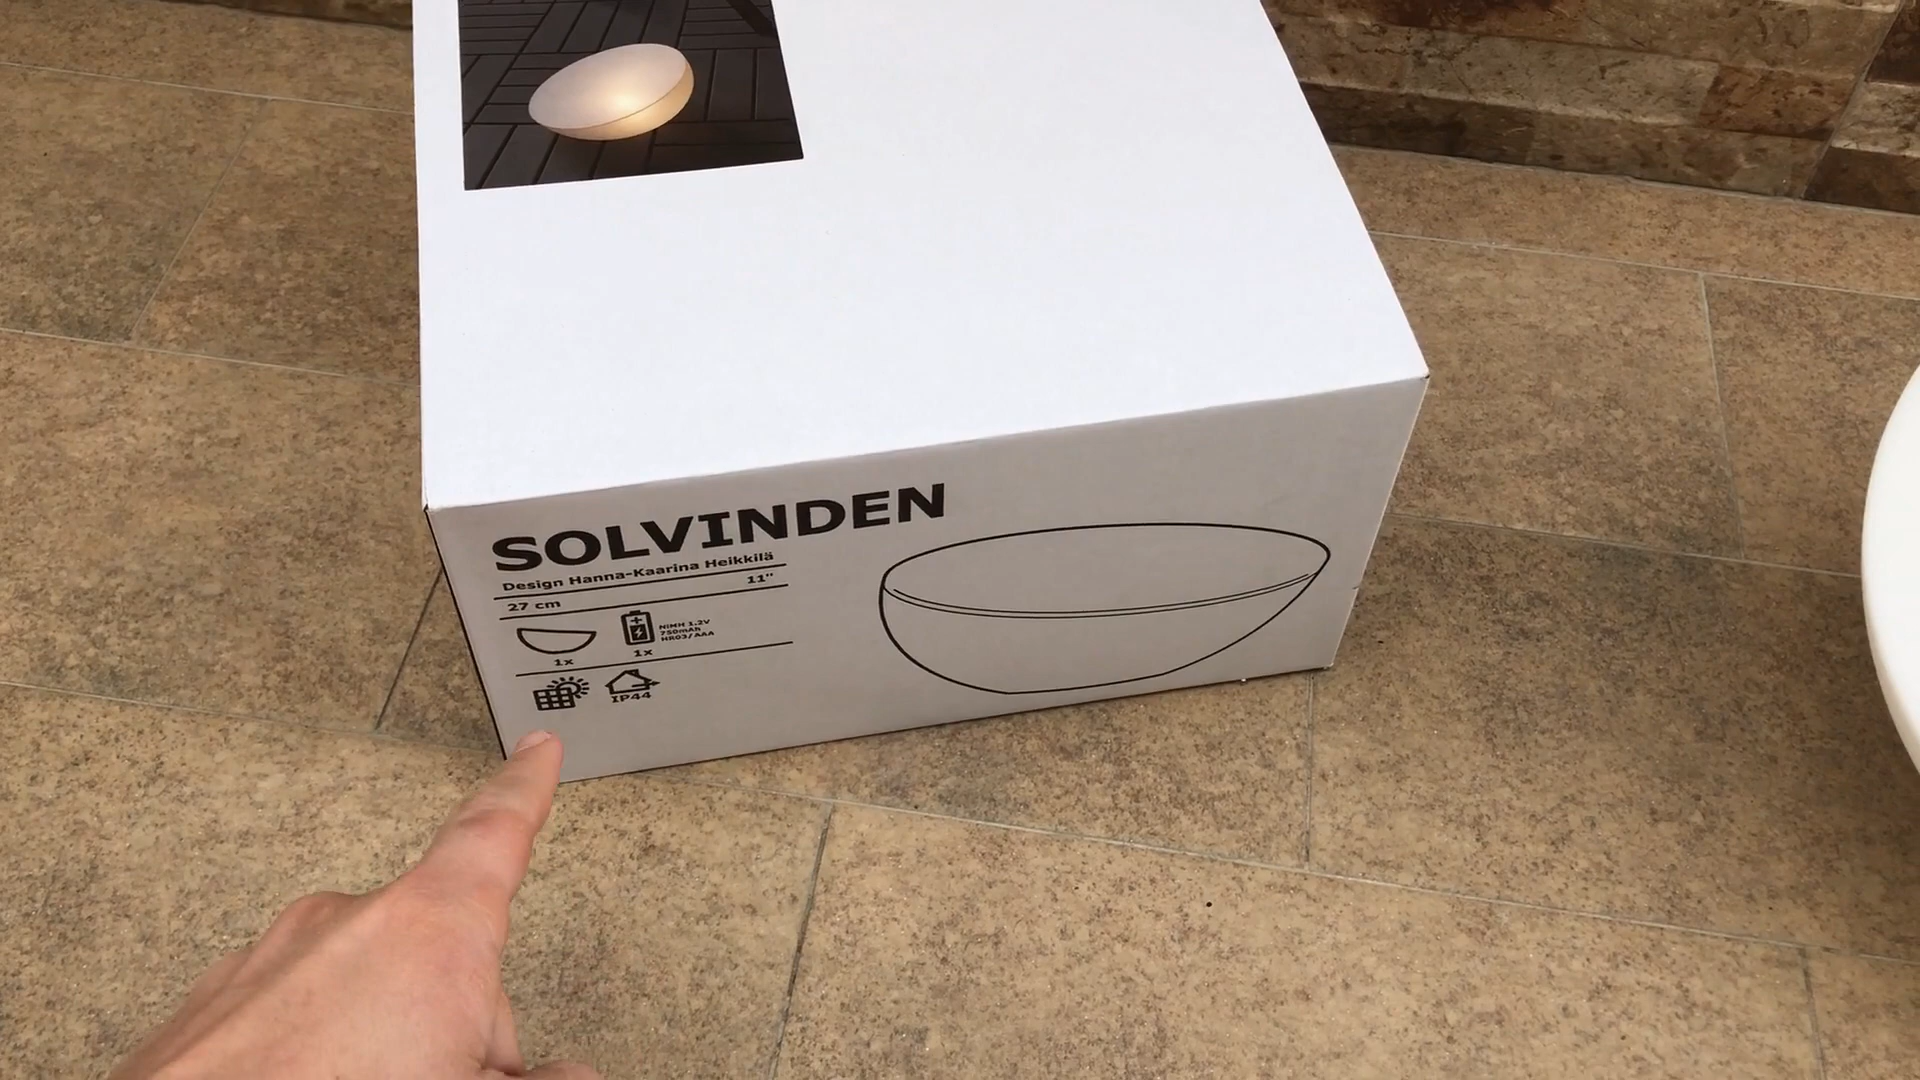 SOLVINDEN
Design Hanna-Kaarina Heikkilä
27 cm 11"
NiMH 1.2V
750mAh
HR03/AAA
1x 1x
IP44